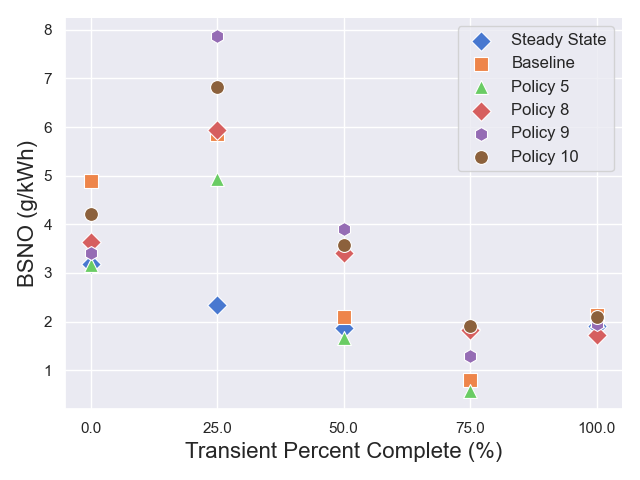 8
7
6
5
4
3
2
1
BSNO (g/kWh)
Steady State
Baseline
Policy 5
Policy 8
Policy 9
Policy 10
0.0 25.0 50.0 75.0 100.0
Transient Percent Complete (%)